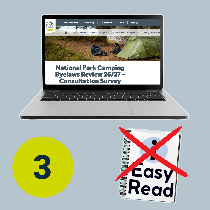 National Park Camping
Byelaws Review 26/27 –
Consultation Survey
3
Easy
Read